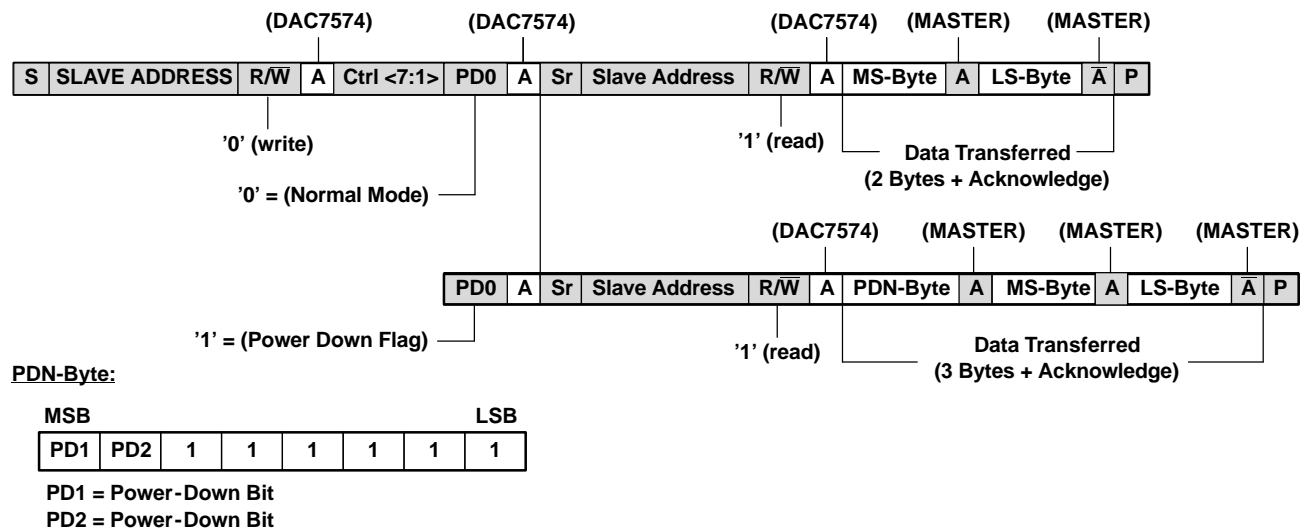 (DAC7574) (DAC7574) (DAC7574) (MASTER) (MASTER)
S SLAVE ADDRESS R/W̅ A Ctrl <7:1> PD0 A Sr Slave Address R/W̅ A MS-Byte A LS-Byte A̅ P
'0' (write) '1' (read) Data Transferred
(2 Bytes + Acknowledge)
'0' = (Normal Mode)
(DAC7574) (MASTER) (MASTER) (MASTER)
PD0 A Sr Slave Address R/W̅ A PDN-Byte A MS-Byte A LS-Byte A̅ P
'1' = (Power Down Flag) '1' (read) Data Transferred
(3 Bytes + Acknowledge)
PDN-Byte:
MSB LSB
PD1 PD2 1 1 1 1 1 1
PD1 = Power-Down Bit
PD2 = Power-Down Bit